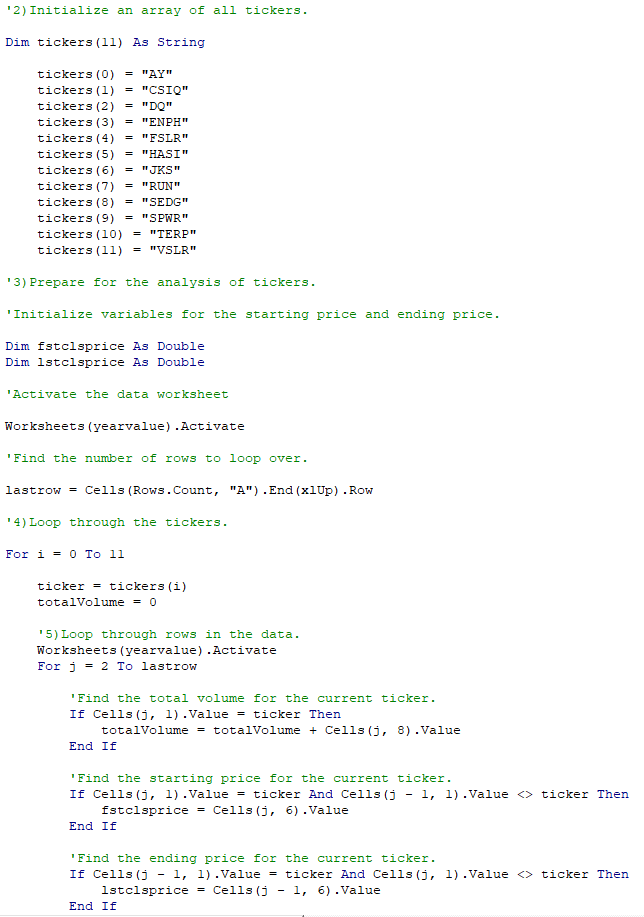 '2)Initialize an array of all tickers.
Dim tickers(11) As String
tickers(0) = "AY"
tickers(1) = "CSIQ"
tickers(2) = "DQ"
tickers(3) = "ENPH"
tickers(4) = "FSLR"
tickers(5) = "HASI"
tickers(6) = "JKS"
tickers(7) = "RUN"
tickers(8) = "SEDG"
tickers(9) = "SPWR"
tickers(10) = "TERP"
tickers(11) = "VSLR"
'3)Prepare for the analysis of tickers.
'Initialize variables for the starting price and ending price.
Dim fstclsprice As Double
Dim lstclsprice As Double
'Activate the data worksheet
Worksheets(yearvalue).Activate
'Find the number of rows to loop over.
lastrow = Cells(Rows.Count, "A").End(xlUp).Row
'4)Loop through the tickers.
For i = 0 To 11
ticker = tickers(i)
totalVolume = 0
'5)Loop through rows in the data.
Worksheets(yearvalue).Activate
For j = 2 To lastrow
'Find the total volume for the current ticker.
If Cells(j, 1).Value = ticker Then
totalVolume = totalVolume + Cells(j, 8).Value
End If
'Find the starting price for the current ticker.
If Cells(j, 1).Value = ticker And Cells(j - 1, 1).Value <> ticker Then
fstclsprice = Cells(j, 6).Value
End If
'Find the ending price for the current ticker.
If Cells(j - 1, 1).Value = ticker And Cells(j, 1).Value <> ticker Then
lstclsprice = Cells(j - 1, 6).Value
End If